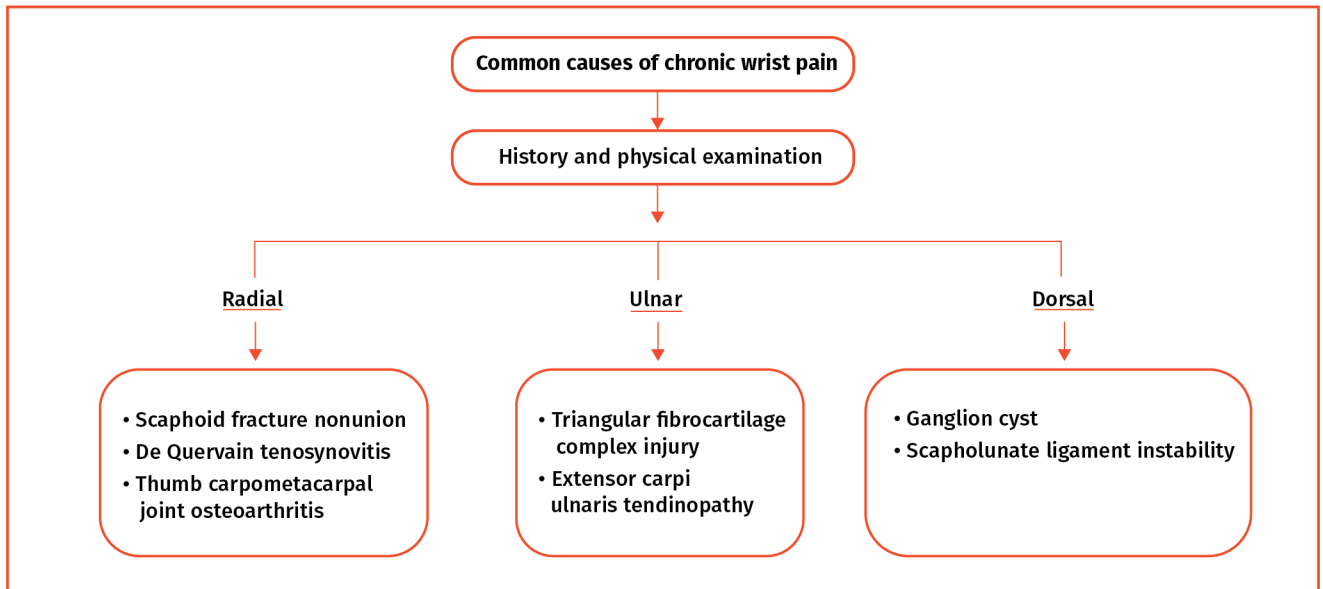 Common causes of chronic wrist pain
History and physical examination
Radial
Ulnar
Dorsal
• Scaphoid fracture nonunion
• De Quervain tenosynovitis
• Thumb carpometacarpal
joint osteoarthritis
• Triangular fibrocartilage
complex injury
• Extensor carpi
ulnaris tendinopathy
• Ganglion cyst
• Scapholunate ligament instability